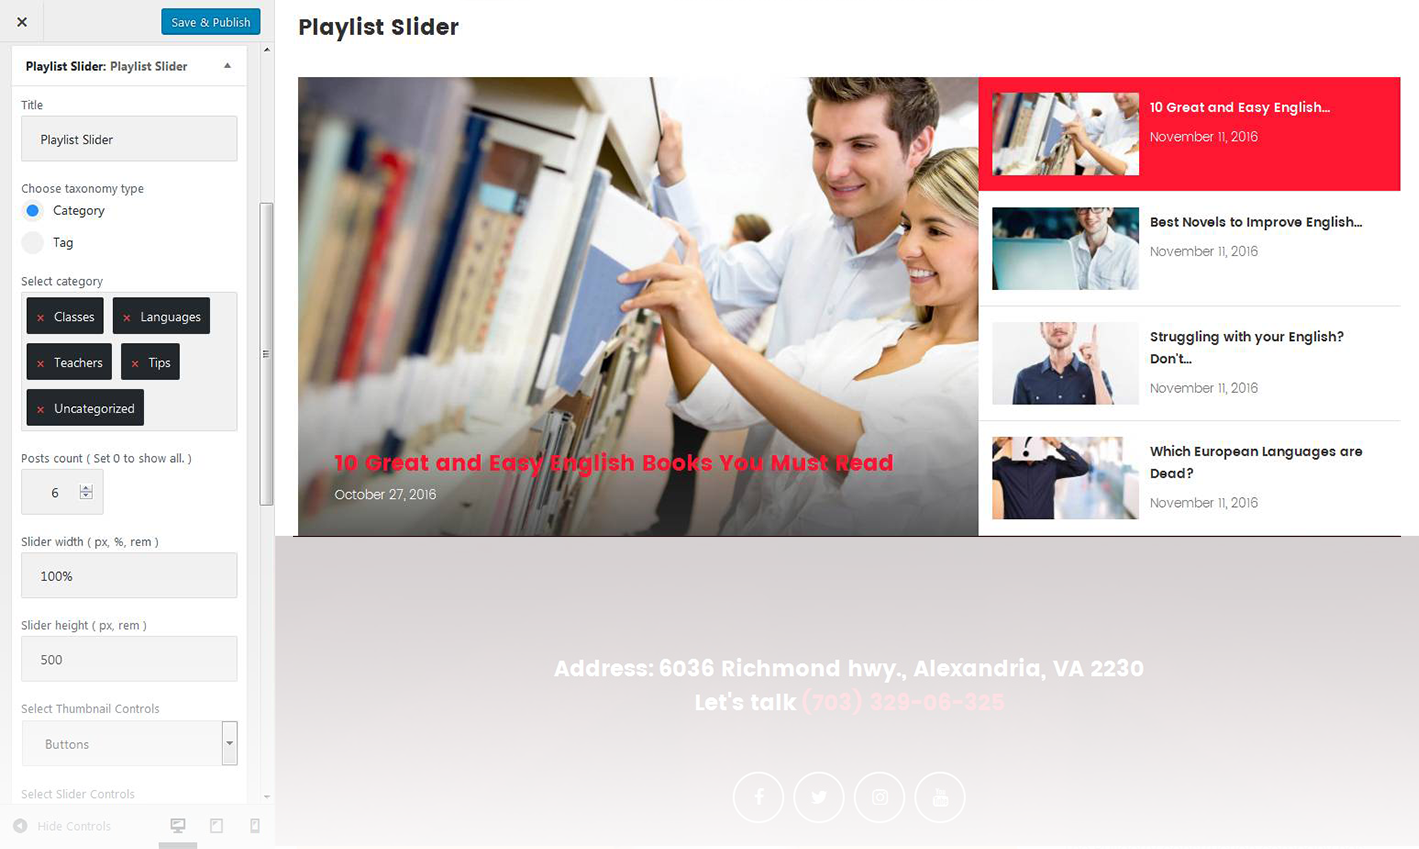 Save & Publish
Playlist Slider: Playlist Slider
Title
Playlist Slider
Choose taxonomy type
Category
Tag
Select category
× Classes × Languages
× Teachers × Tips
× Uncategorized
Posts count ( Set 0 to show all. )
6
Slider width ( px, %, rem )
100%
Slider height ( px, rem )
500
Select Thumbnail Controls
Buttons
Select Slider Controls
Hide Controls
Playlist Slider
10 Great and Easy English Books You Must Read
October 27, 2016
10 Great and Easy English...
November 11, 2016
Best Novels to Improve English...
November 11, 2016
Struggling with your English?
Don't...
November 11, 2016
Which European Languages are
Dead?
November 11, 2016
Address: 6036 Richmond hwy., Alexandria, VA 2230
Let's talk (703) 329-06-325